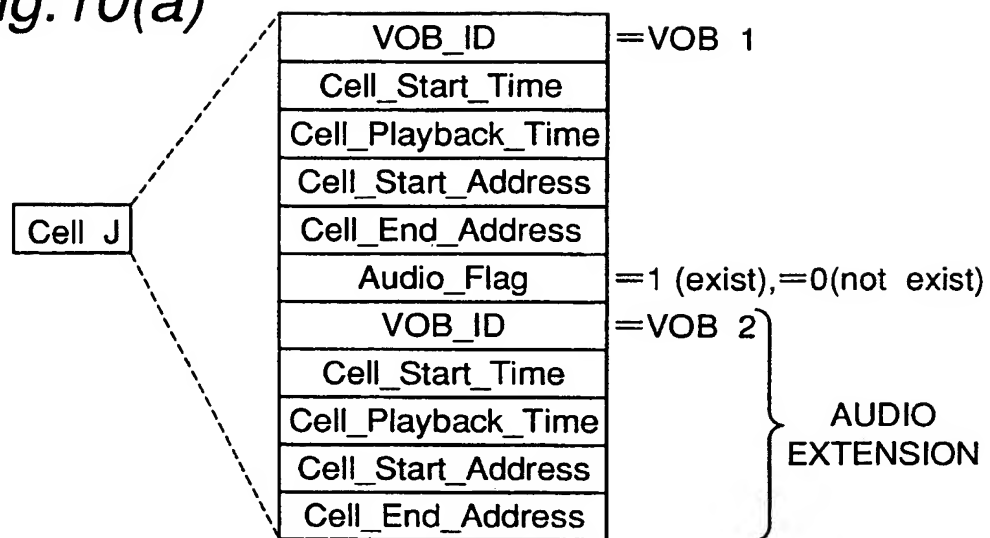 ig. 10(a)
VOB_ID =VOB 1
Cell_Start_Time
Cell_Playback_Time
Cell_Start_Address
Cell J
Cell_End_Address
Audio_Flag =1 (exist),=0(not exist)
VOB_ID =VOB 2
Cell_Start_Time
Cell_Playback_Time
AUDIO
EXTENSION
Cell_Start_Address
Cell_End_Address